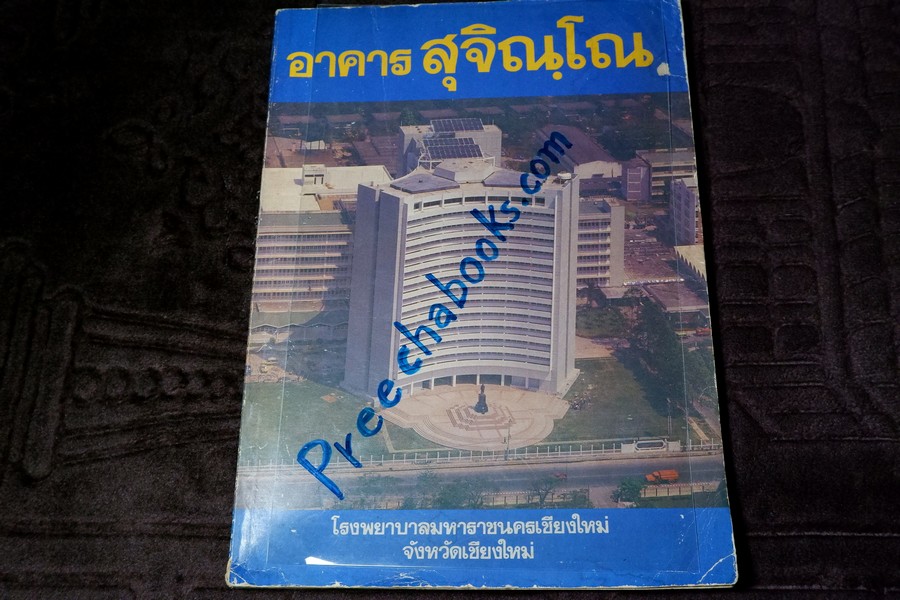 อาคาร สุจิณฺโณ
Preechabooks.com
โรงพยาบาลมหาราชนครเชียงใหม่
จังหวัดเชียงใหม่